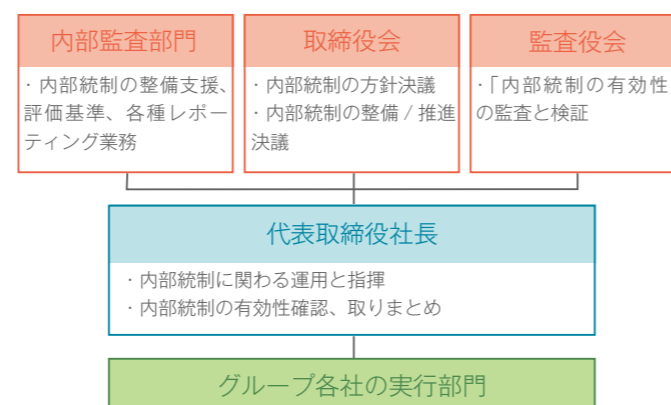 内部監査部門
・内部統制の整備支援、
評価基準、各種レポー
ティング業務
取締役会
・内部統制の方針決議
・内部統制の整備 / 推進
決議
監査役会
・「内部統制の有効性
の監査と検証
代表取締役社長
・内部統制に関わる運用と指揮
・内部統制の有効性確認、取りまとめ
グループ各社の実行部門